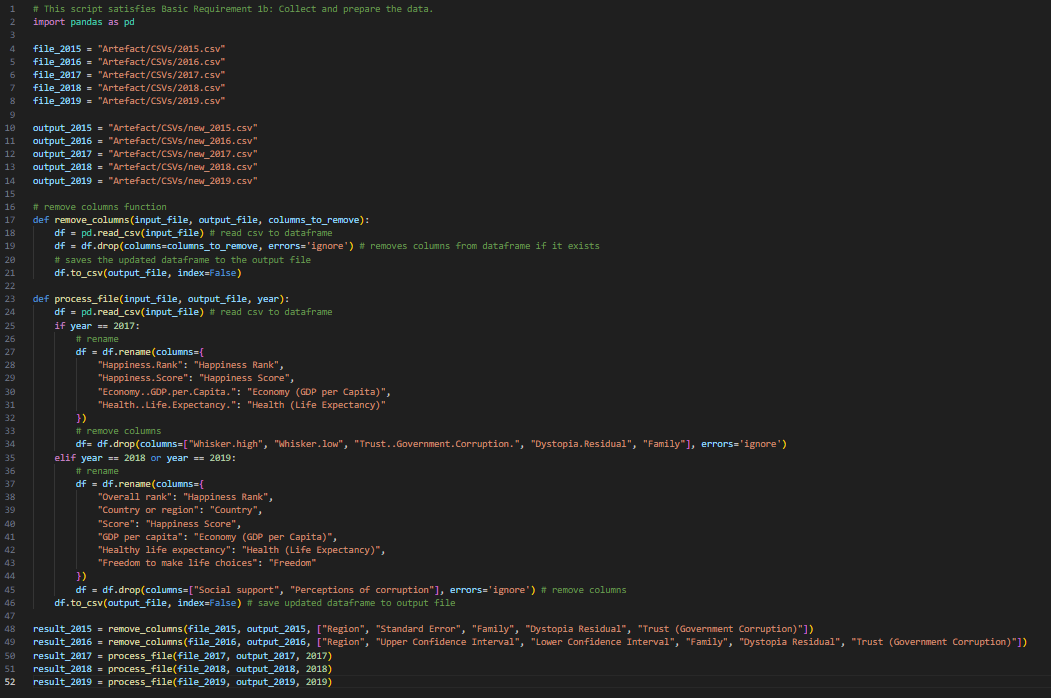 1 # This script satisfies Basic Requirement 1b: Collect and prepare the data.
2 import pandas as pd
3
4 file_2015 = "Artefact/CSVs/2015.csv"
5 file_2016 = "Artefact/CSVs/2016.csv"
6 file_2017 = "Artefact/CSVs/2017.csv"
7 file_2018 = "Artefact/CSVs/2018.csv"
8 file_2019 = "Artefact/CSVs/2019.csv"
9
10 output_2015 = "Artefact/CSVs/new_2015.csv"
11 output_2016 = "Artefact/CSVs/new_2016.csv"
12 output_2017 = "Artefact/CSVs/new_2017.csv"
13 output_2018 = "Artefact/CSVs/new_2018.csv"
14 output_2019 = "Artefact/CSVs/new_2019.csv"
15
16 # remove columns function
17 def remove_columns(input_file, output_file, columns_to_remove):
18     df = pd.read_csv(input_file) # read csv to dataframe
19     df = df.drop(columns=columns_to_remove, errors='ignore') # removes columns from dataframe if it exists
20     # saves the updated dataframe to the output file
21     df.to_csv(output_file, index=False)
22
23 def process_file(input_file, output_file, year):
24     df = pd.read_csv(input_file) # read csv to dataframe
25     if year == 2017:
26         # rename
27         df = df.rename(columns={
28             "Happiness.Rank": "Happiness Rank",
29             "Happiness.Score": "Happiness Score",
30             "Economy..GDP.per.Capita.": "Economy (GDP per Capita)",
31             "Health..Life.Expectancy.": "Health (Life Expectancy)"
32         })
33         # remove columns
34         df= df.drop(columns=["Whisker.high", "Whisker.low", "Trust..Government.Corruption.", "Dystopia.Residual", "Family"], errors='ignore')
35     elif year == 2018 or year == 2019:
36         # rename
37         df = df.rename(columns={
38             "Overall rank": "Happiness Rank",
39             "Country or region": "Country",
40             "Score": "Happiness Score",
41             "GDP per capita": "Economy (GDP per Capita)",
42             "Healthy life expectancy": "Health (Life Expectancy)",
43             "Freedom to make life choices": "Freedom"
44         })
45         df = df.drop(columns=["Social support", "Perceptions of corruption"], errors='ignore') # remove columns
46     df.to_csv(output_file, index=False) # save updated dataframe to output file
47
48 result_2015 = remove_columns(file_2015, output_2015, ["Region", "Standard Error", "Family", "Dystopia Residual", "Trust (Government Corruption)"])
49 result_2016 = remove_columns(file_2016, output_2016, ["Region", "Upper Confidence Interval", "Lower Confidence Interval", "Family", "Dystopia Residual", "Trust (Government Corruption)"])
50 result_2017 = process_file(file_2017, output_2017, 2017)
51 result_2018 = process_file(file_2018, output_2018, 2018)
52 result_2019 = process_file(file_2019, output_2019, 2019)